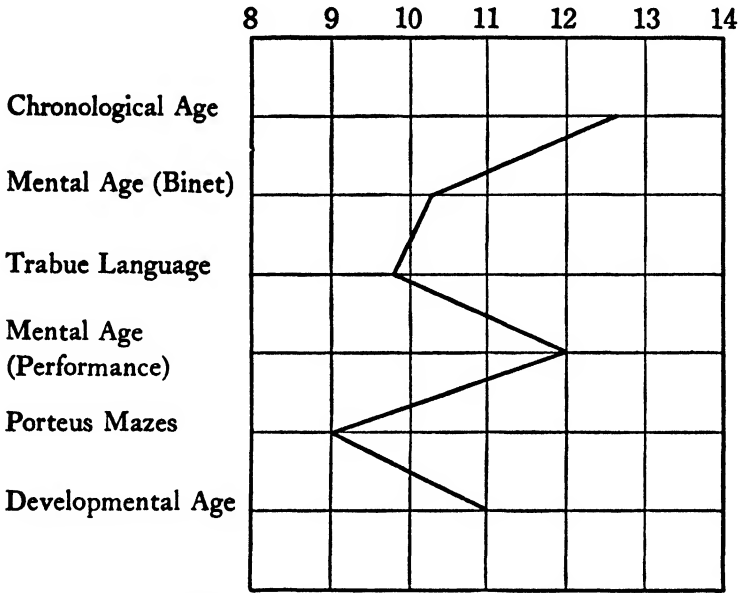 8 9 10 11 12 13 14
Chronological Age
Mental Age (Binet)
Trabue Language
Mental Age
(Performance)
Porteus Mazes
Developmental Age